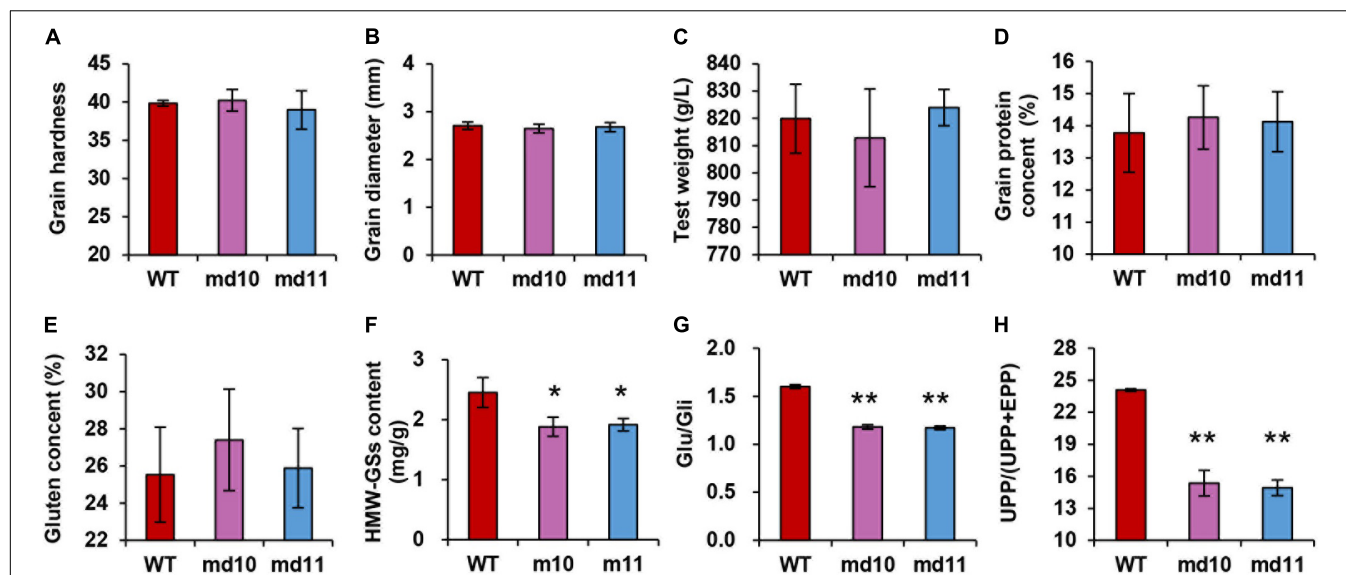 A
Grain hardness
45
40
35
30
25
20
WT md10 md11
B
Grain diameter (mm)
4
3
2
1
0
WT md10 md11
C
Test weight (g/L)
840
830
820
810
800
790
780
770
WT md10 md11
D
Grain protein
concent (%)
16
15
14
13
12
11
10
WT md10 md11
E
Gluten concent (%)
32
30
28
26
24
22
WT md10 md11
F
HMW-GSs content
(mg/g)
3
2
1
0
* *
WT m10 m11
G
Glu/Gli
2.0
1.5
1.0
0.5
0.0
** **
WT md10 md11
H
UPP/(UPP+EPP)
28
25
22
19
16
13
10
** **
WT md10 md11